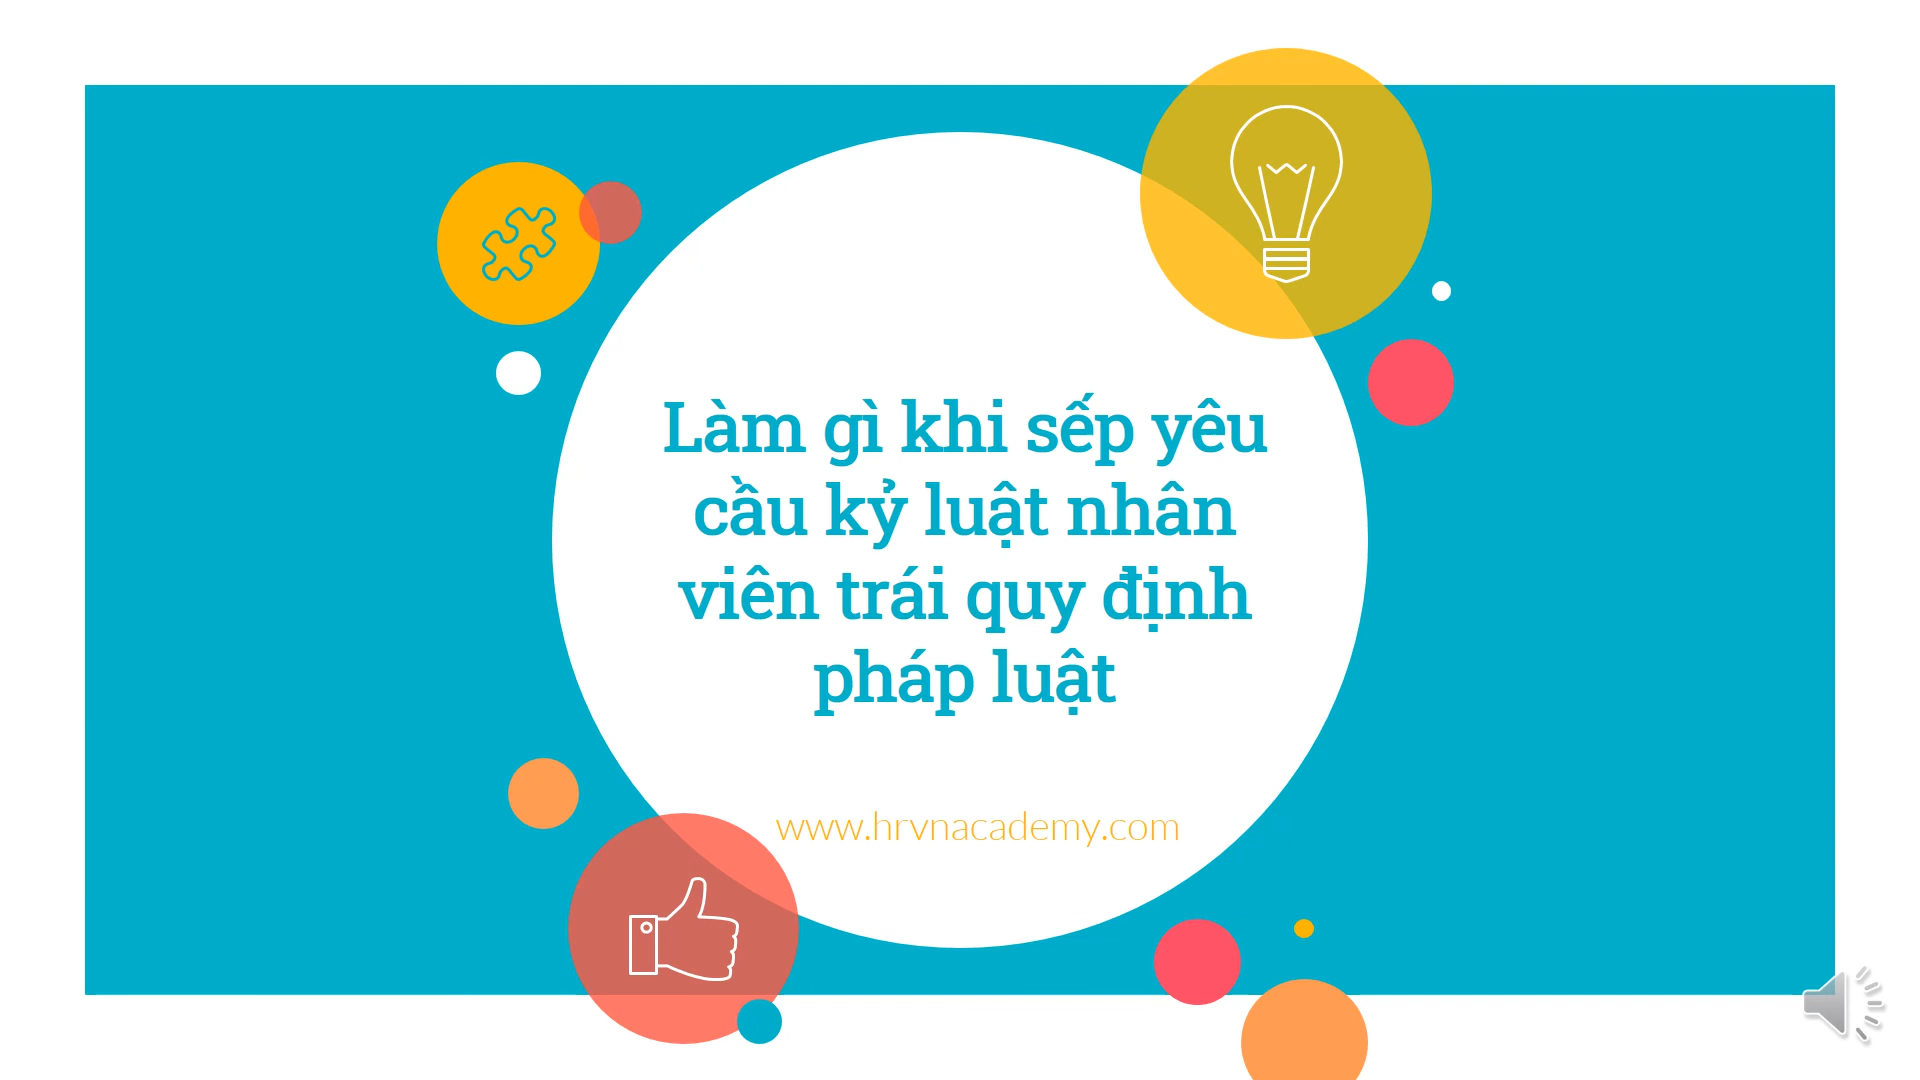 Làm gì khi sếp yêu
cầu kỷ luật nhân
viên trái quy định
pháp luật
www.hrvnacademy.com